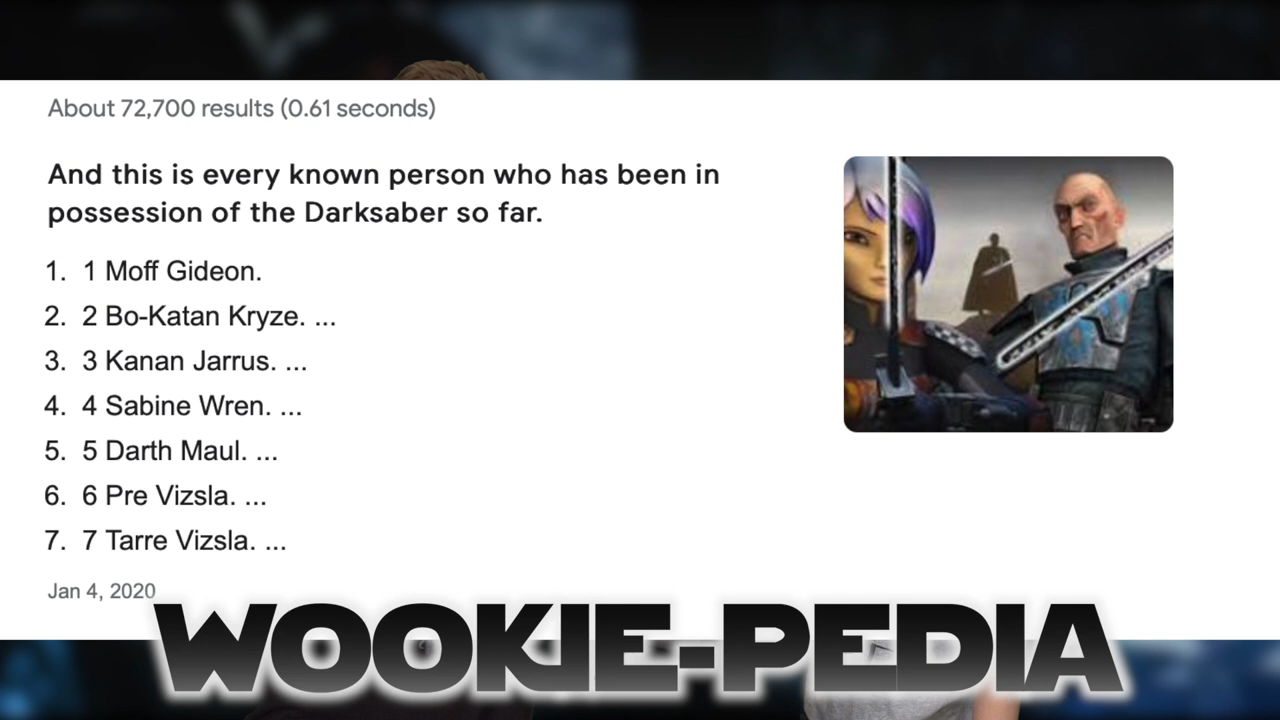 About 72,700 results (0.61 seconds)
And this is every known person who has been in
possession of the Darksaber so far.
1. 1 Moff Gideon.
2. 2 Bo-Katan Kryze. ...
3. 3 Kanan Jarrus. ...
4. 4 Sabine Wren. ...
5. 5 Darth Maul. ...
6. 6 Pre Vizsla. ...
7. 7 Tarre Vizsla. ...
Jan 4, 2020
WOOKIE-PEDIA